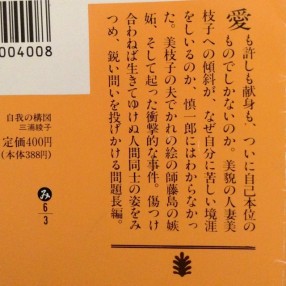 愛も許しも献身も、ついに自己本位の
ものでしかないのか。美貌の人妻美
枝子への傾斜が、なぜ自分に苦しい境涯
をしいるのか、慎一郎にはわからなかっ
た。美枝子の夫でかれの絵の師藤島の嫉
妬、そして起った衝撃的な事件。傷つけ
合わねば生きてゆけぬ人間同士の姿をみ
つめ、鋭い問いを投げかける問題長編。
004008
自我の構図
三浦綾子
定価400円
(本体388円)
み
6
3